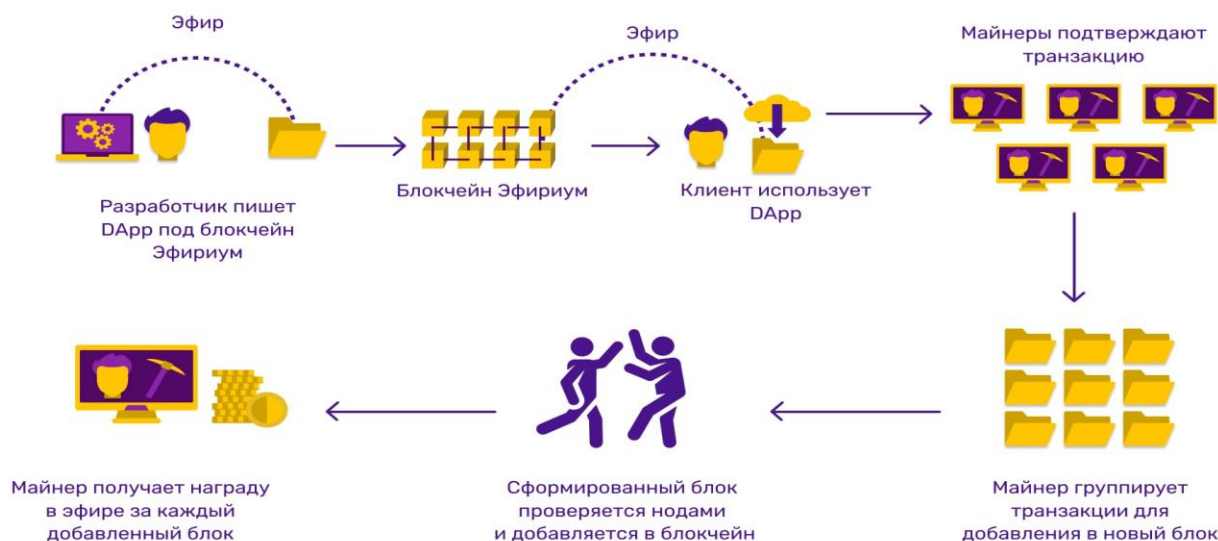 Эфир
Эфир
Майнеры подтверждают
транзакцию
Разработчик пишет
DApp под блокчейн
Эфириум
Блокчейн Эфириум
Клиент использует
DApp
Майнер получает награду
в эфире за каждый
добавленный блок
Сформированный блок
проверяется нодами
и добавляется в блокчейн
Майнер группирует
транзакции для
добавления в новый блок